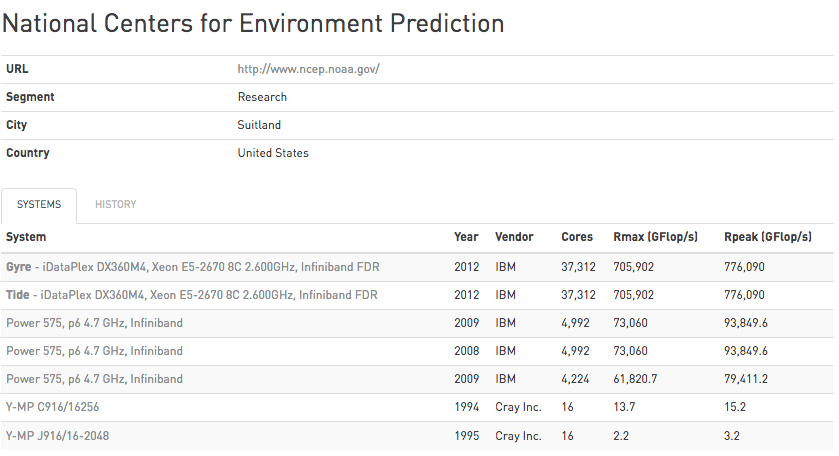 National Centers for Environment Prediction
URL http://www.ncep.noaa.gov/
Segment Research
City Suitland
Country United States
SYSTEMS HISTORY
System Year Vendor Cores Rmax (GFlop/s) Rpeak (GFlop/s)
Gyre - iDataPlex DX360M4, Xeon E5-2670 8C 2.600GHz, Infiniband FDR 2012 IBM 37,312 705,902 776,090
Tide - iDataPlex DX360M4, Xeon E5-2670 8C 2.600GHz, Infiniband FDR 2012 IBM 37,312 705,902 776,090
Power 575, p6 4.7 GHz, Infiniband 2009 IBM 4,992 73,060 93,849.6
Power 575, p6 4.7 GHz, Infiniband 2008 IBM 4,992 73,060 93,849.6
Power 575, p6 4.7 GHz, Infiniband 2009 IBM 4,224 61,820.7 79,411.2
Y-MP C916/16256 1994 Cray Inc. 16 13.7 15.2
Y-MP J916/16-2048 1995 Cray Inc. 16 2.2 3.2